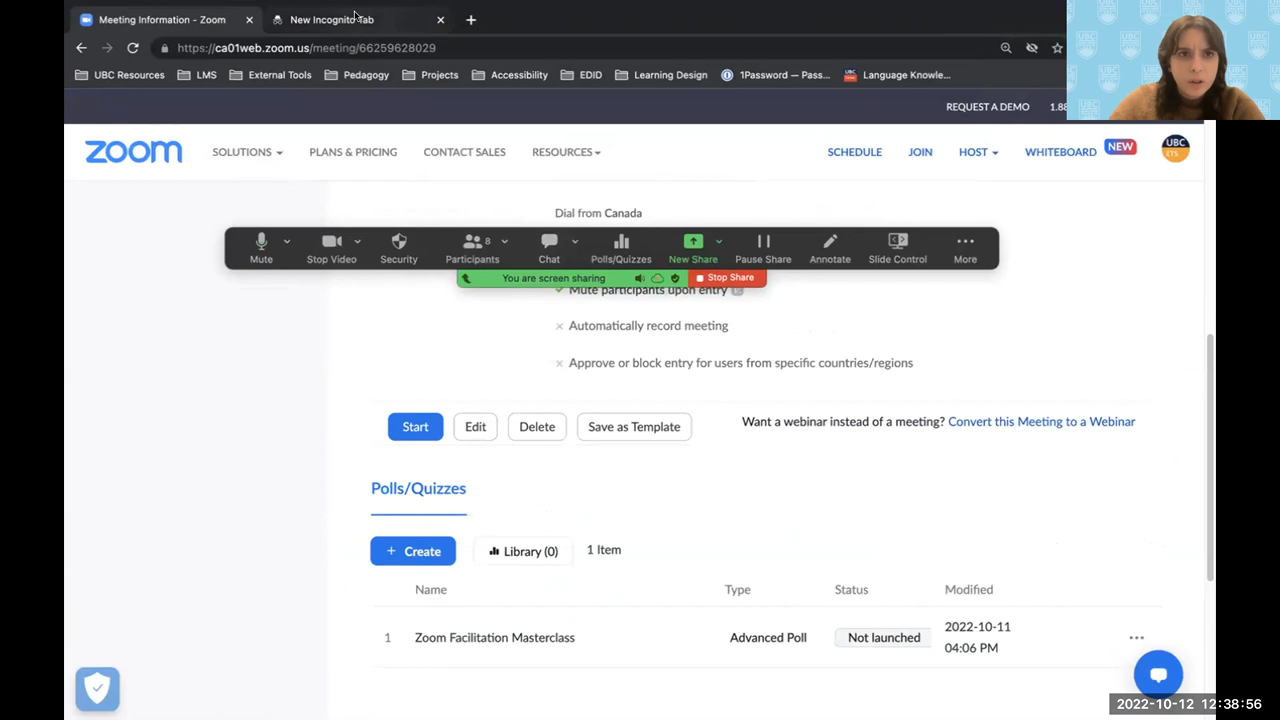 Meeting Information - Zoom
New Incognito Tab
https://ca01web.zoom.us/meeting/66259628029
UBC Resources
LMS
External Tools
Pedagogy
Projects
Accessibility
EDID
Learning Design
1Password — Pass...
Language Knowle...
REQUEST A DEMO
1.88
zoom
SOLUTIONS
PLANS & PRICING
CONTACT SALES
RESOURCES
SCHEDULE
JOIN
HOST
WHITEBOARD
NEW
UBC
ETS
Dial from Canada
Mute
Stop Video
Security
Participants
8
Chat
Polls/Quizzes
New Share
Pause Share
Annotate
Slide Control
More
You are screen sharing
Stop Share
Mute participants upon entry
Automatically record meeting
Approve or block entry for users from specific countries/regions
Start
Edit
Delete
Save as Template
Want a webinar instead of a meeting? Convert this Meeting to a Webinar
Polls/Quizzes
+ Create
Library (0)
1 Item
Name
Type
Status
Modified
1
Zoom Facilitation Masterclass
Advanced Poll
Not launched
2022-10-11
04:06 PM
2022-10-12 12:38:56